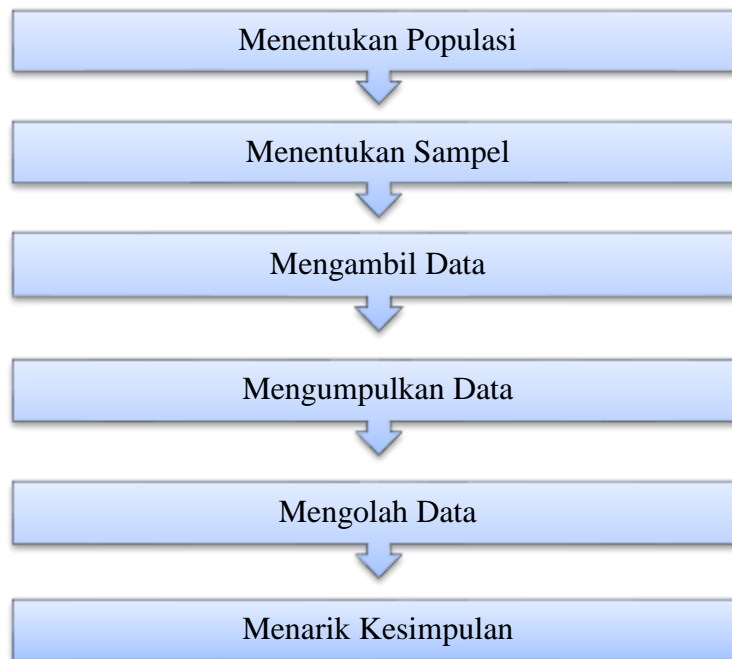 Menentukan Populasi
Menentukan Sampel
Mengambil Data
Mengumpulkan Data
Mengolah Data
Menarik Kesimpulan